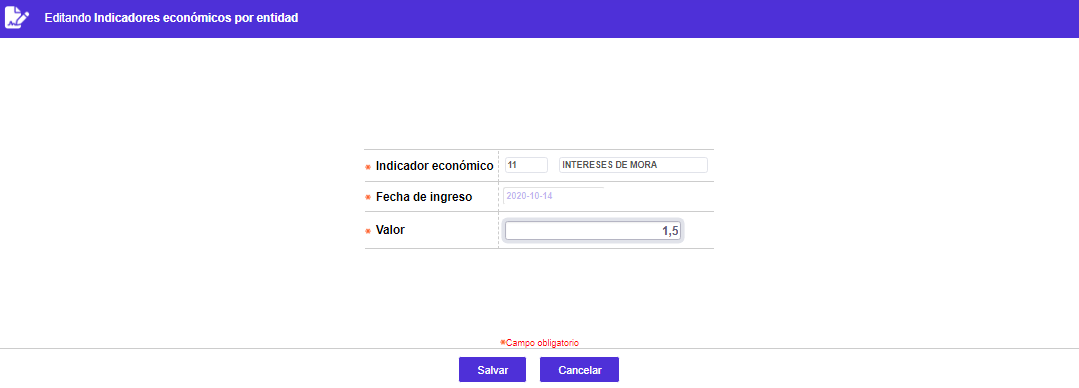 Editando Indicadores económicos por entidad
Indicador económico 11 INTERESES DE MORA
Fecha de ingreso 2020-10-14
Valor 1,5
Campo obligatorio
Salvar Cancelar